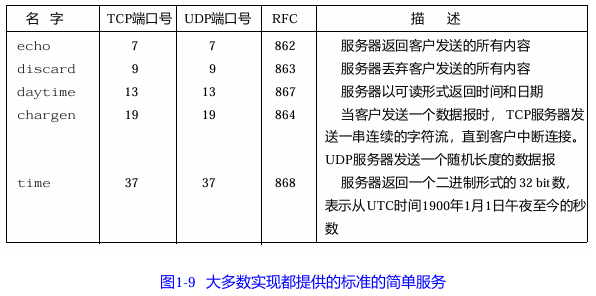 名 字 TCP端口号 UDP端口号 RFC 描 述
echo 7 7 862 服务器返回客户发送的所有内容
discard 9 9 863 服务器丢弃客户发送的所有内容
daytime 13 13 867 服务器以可读形式返回时间和日期
chargen 19 19 864 当客户发送一个数据报时，TCP服务器发
送一串连续的字符流，直到客户中断连接。
UDP服务器发送一个随机长度的数据报
time 37 37 868 服务器返回一个二进制形式的 32 bit数，
表示从UTC时间1900年1月1日午夜至今的秒
数
图1-9 大多数实现都提供的标准的简单服务